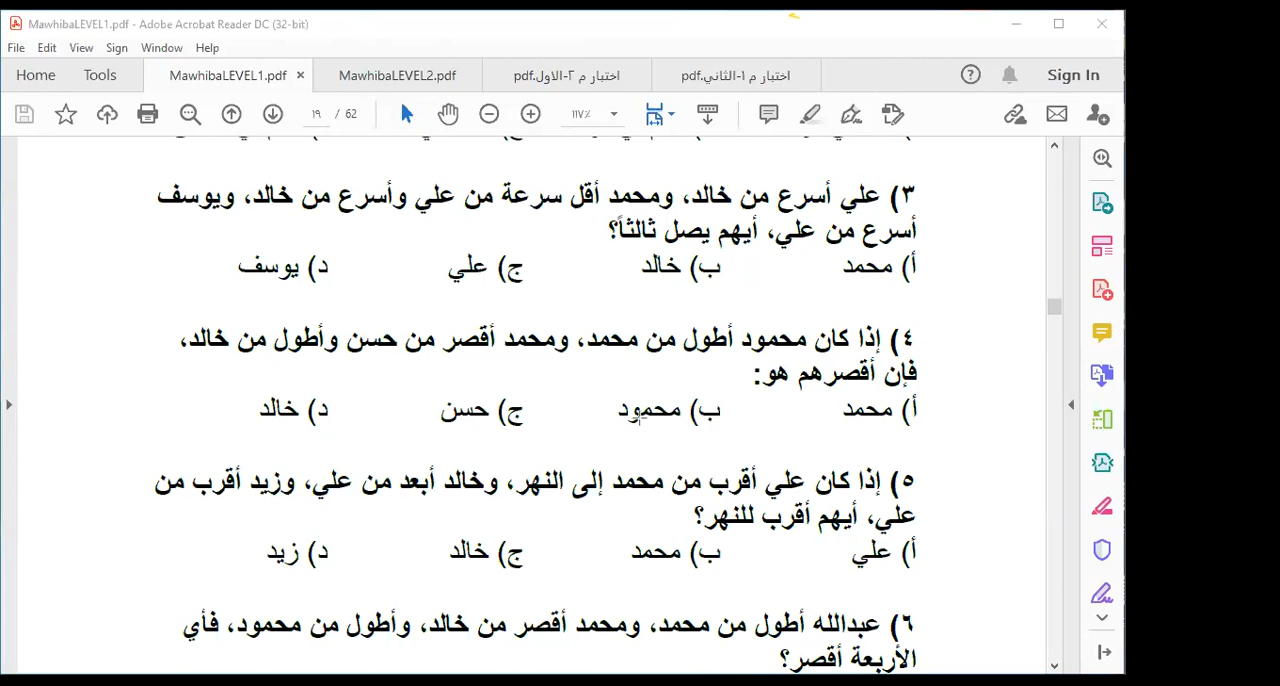 MawhibaLEVEL1.pdf - Adobe Acrobat Reader DC (32-bit)
File Edit View Sign Window Help
Home Tools MawhibaLEVEL1.pdf × MawhibaLEVEL2.pdf اختبار م ٢-الاول.pdf اختبار م ١-الثاني.pdf Sign In
١٩ / 62 ١١٧٪
٣) علي أسرع من خالد، ومحمد أقل سرعة من علي وأسرع من خالد، ويوسف
أسرع من علي، أيهم يصل ثالثاً؟
أ) محمد ب) خالد ج) علي د) يوسف
٤) إذا كان محمود أطول من محمد، ومحمد أقصر من حسن وأطول من خالد،
فإن أقصرهم هو:
أ) محمد ب) محمود ج) حسن د) خالد
٥) إذا كان علي أقرب من محمد إلى النهر، وخالد أبعد من علي، وزيد أقرب من
علي، أيهم أقرب للنهر؟
أ) علي ب) محمد ج) خالد د) زيد
٦) عبدالله أطول من محمد، ومحمد أقصر من خالد، وأطول من محمود، فأي
الأربعة أقصر؟